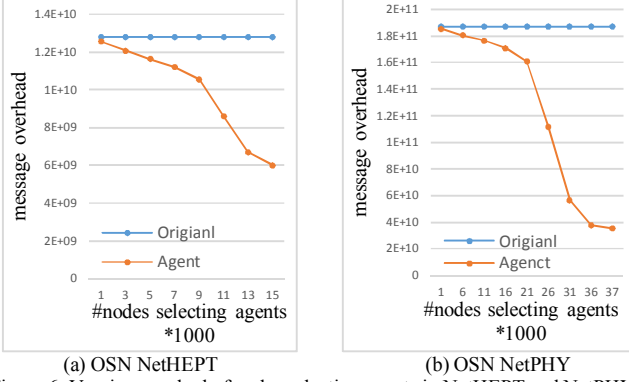 1.4E+10
1.2E+10
1E+10
8E+09
6E+09
4E+09
2E+09
0
message overhead
Origianl
Agent
1 3 5 7 9 11 13 15
#nodes selecting agents
*1000
(a) OSN NetHEPT
2E+11
1.8E+11
1.6E+11
1.4E+11
1.2E+11
1E+11
8E+10
6E+10
4E+10
2E+10
0
message overhead
Origianl
Agenct
1 6 11 16 21 26 31 36 37
#nodes selecting agents
*1000
(b) OSN NetPHY